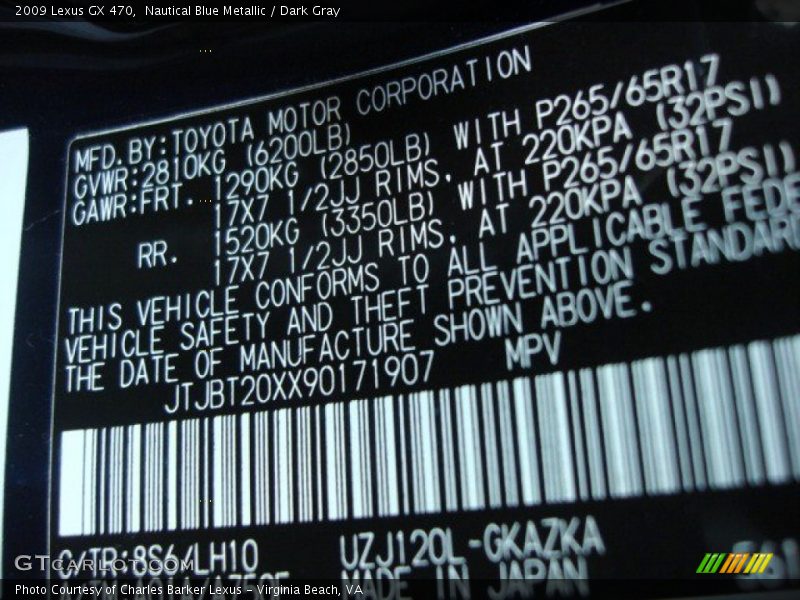 2009 Lexus GX 470, Nautical Blue Metallic / Dark Gray
MFD.BY:TOYOTA MOTOR CORPORATION
GVWR:2810KG (6200LB)
GAWR:FRT. 1290KG (2850LB) WITH P265/65R17
17X7 1/2JJ RIMS, AT 220KPA (32PSI)
RR. 1520KG (3350LB) WITH P265/65R17
17X7 1/2JJ RIMS, AT 220KPA (32PSI)
THIS VEHICLE CONFORMS TO ALL APPLICABLE FEDE
VEHICLE SAFETY AND THEFT PREVENTION STANDARD
THE DATE OF MANUFACTURE SHOWN ABOVE.
JTJBT20XX90171907 MPV
C/TR:8S6/LH10 UZJ120L-GKAZKA
MADE IN JAPAN
GTcarlot.com
Photo Courtesy of Charles Barker Lexus - Virginia Beach, VA